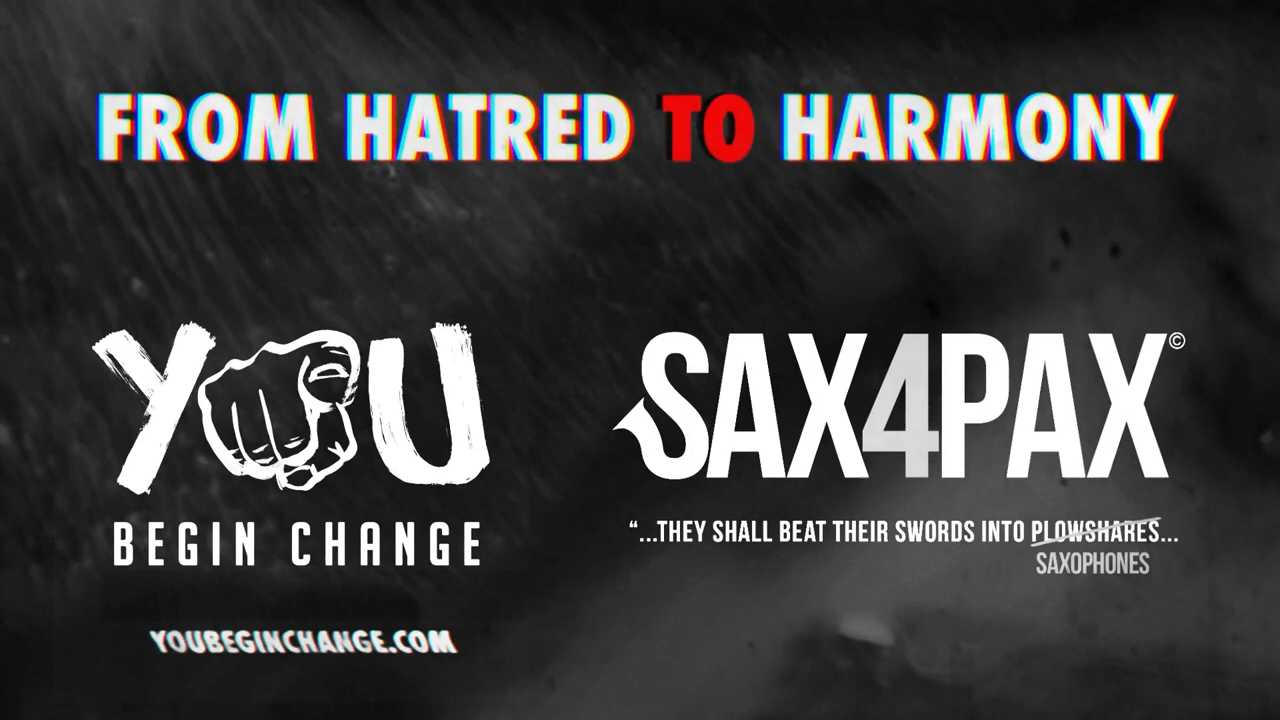 FROM HATRED TO HARMONY
YOU
BEGIN CHANGE
YOUBEGINCHANGE.COM
SAX4PAX©
“...THEY SHALL BEAT THEIR SWORDS INTO PLOWSHARES...
SAXOPHONES